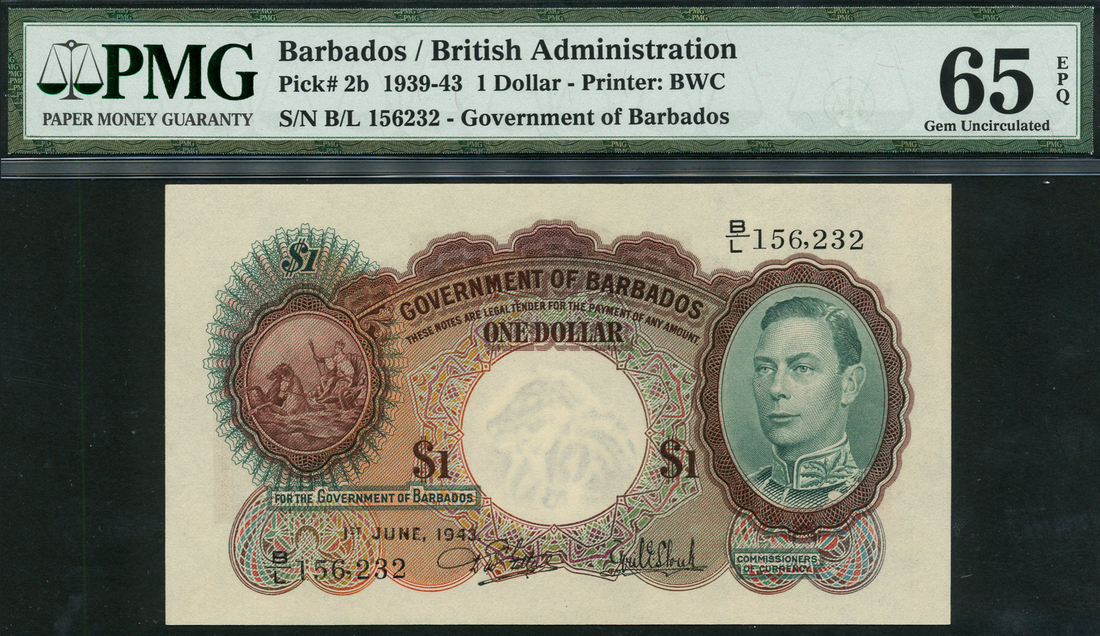 PMG
PAPER MONEY GUARANTY
Barbados / British Administration
Pick# 2b 1939-43 1 Dollar - Printer: BWC
S/N B/L 156232 - Government of Barbados
65
EPQ
Gem Uncirculated
B/L 156,232
$1
GOVERNMENT OF BARBADOS
THESE NOTES ARE LEGAL TENDER FOR THE PAYMENT OF ANY AMOUNT.
ONE DOLLAR
$1 $1
FOR THE GOVERNMENT OF BARBADOS
1ST JUNE, 1943
B/L 156,232
COMMISSIONERS
OF CURRENCY